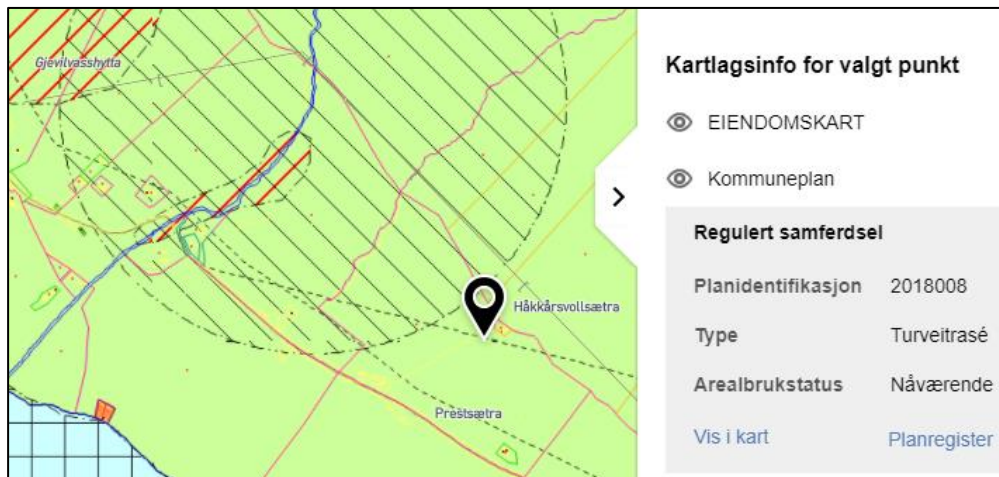 Gjevilvasshytta
Håkkårsvollsætra
Prestsætra
Kartlagsinfo for valgt punkt
EIENDOMSKART
Kommuneplan
Regulert samferdsel
Planidentifikasjon 2018008
Type Turveitrasé
Arealbrukstatus Nåværende
Vis i kart Planregister